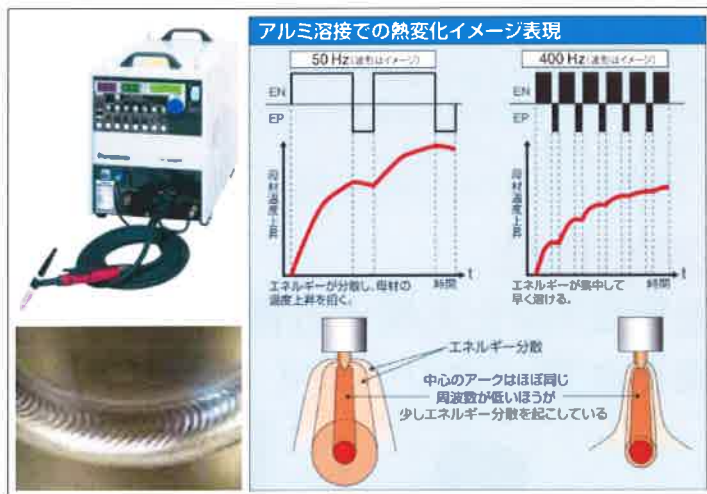 アルミ溶接での熱変化イメージ表現
50 Hz(波形はイメージ)
400 Hz(波形はイメージ)
EN
EP
EN
EP
母材温度上昇
母材温度上昇
t
時間
t
時間
エネルギーが分散し、母材の
温度上昇を招く。
エネルギーが集中して
早く溶ける。
エネルギー分散
中心のアークはほぼ同じ
周波数が低いほうが
少しエネルギー分散を起こしている